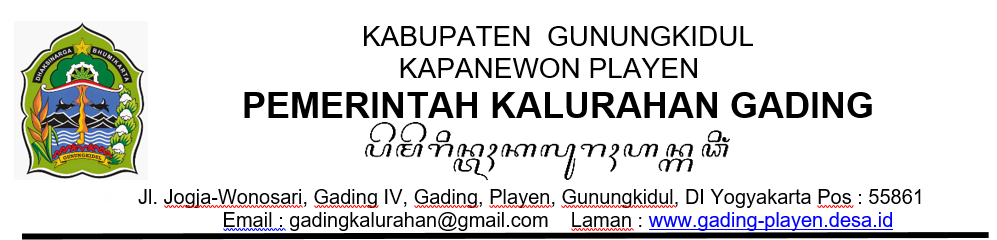 DHAKSINARGA BHUMIKARTA
GUNUNGKIDUL
KABUPATEN  GUNUNGKIDUL
KAPANEWON PLAYEN
PEMERINTAH KALURAHAN GADING
Jl. Jogja-Wonosari, Gading IV, Gading, Playen, Gunungkidul, DI Yogyakarta Pos : 55861
Email : gadingkalurahan@gmail.com    Laman : www.gading-playen.desa.id